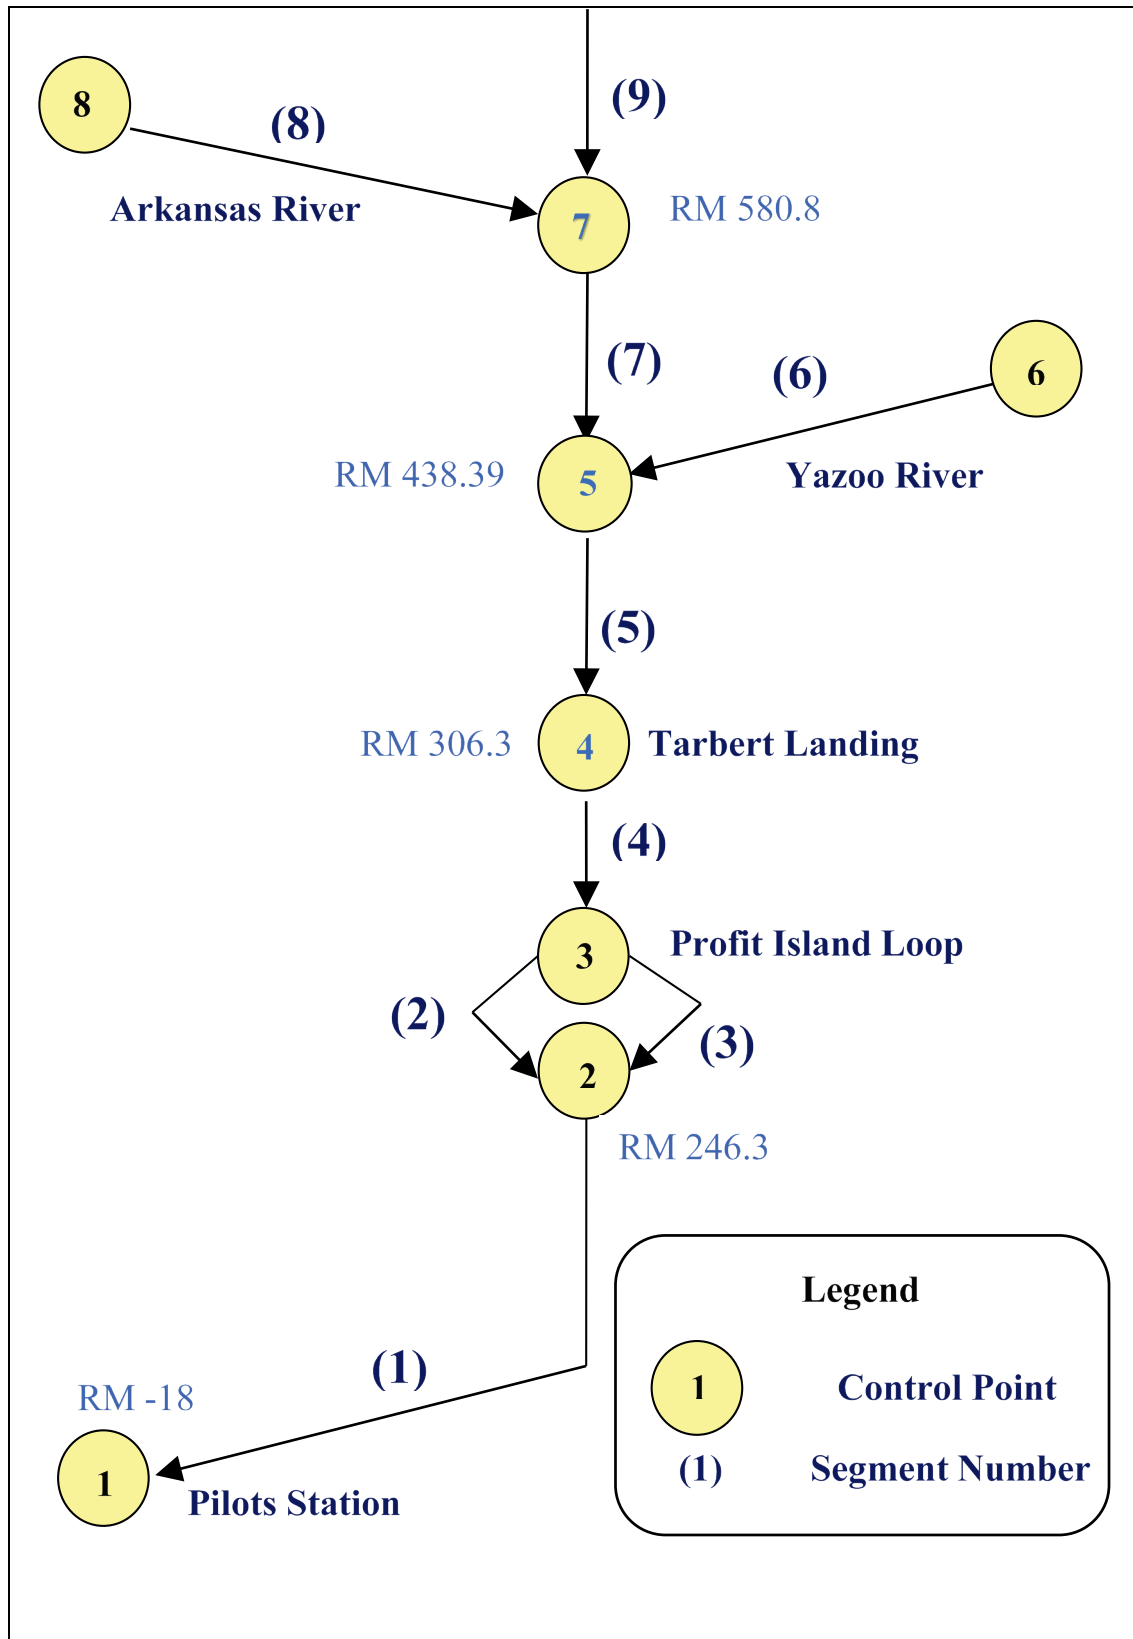 (9)
8
(8)
Arkansas River
7
RM 580.8
(7)
(6)
6
RM 438.39
5
Yazoo River
(5)
RM 306.3
4
Tarbert Landing
(4)
3
Profit Island Loop
(2)
(3)
2
RM 246.3
Legend
(1)
RM -18
1
Control Point
1
(1)
Segment Number
Pilots Station